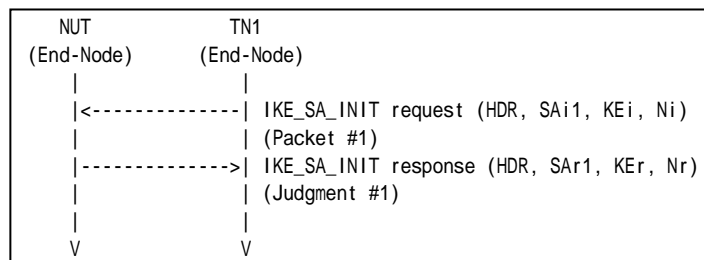 NUT TN1
(End-Node) (End-Node)
| |
|<--------------| IKE_SA_INIT request (HDR, SAi1, KEi, Ni)
| | (Packet #1)
|-------------->| IKE_SA_INIT response (HDR, SAr1, KEr, Nr)
| | (Judgment #1)
| |
V V